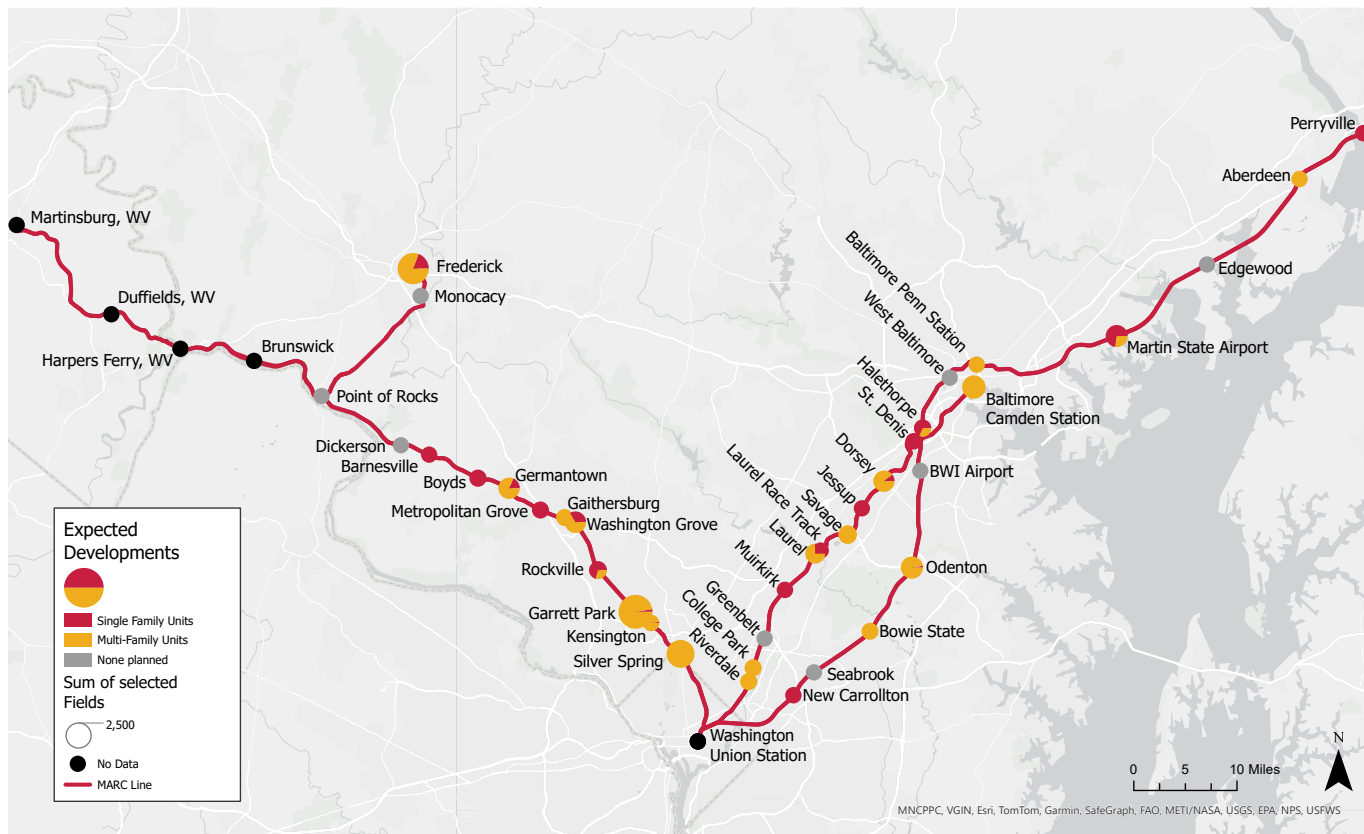 Perryville
Aberdeen
Martinsburg, WV
Baltimore Penn Station
Frederick
Edgewood
West Baltimore
Duffields, WV
Monocacy
Harpers Ferry, WV
Brunswick
Martin State Airport
Halethorpe
Point of Rocks
St. Denis
Baltimore
Camden Station
Dickerson
Barnesville
Dorsey
BWI Airport
Laurel Race Track
Jessup
Boyds
Germantown
Savage
Metropolitan Grove
Gaithersburg
Washington Grove
Laurel
Muirkirk
Rockville
Odenton
Greenbelt
Garrett Park
College Park
Kensington
Bowie State
Riverdale
Silver Spring
Seabrook
New Carrollton
Washington
Union Station
Expected
Developments
Single Family Units
Multi-Family Units
None planned
Sum of selected
Fields
2,500
No Data
MARC Line
N
0 5 10 Miles
MNCPPC, VGIN, Esri, TomTom, Garmin, SafeGraph, FAO, METI/NASA, USGS, EPA, NPS, USFWS